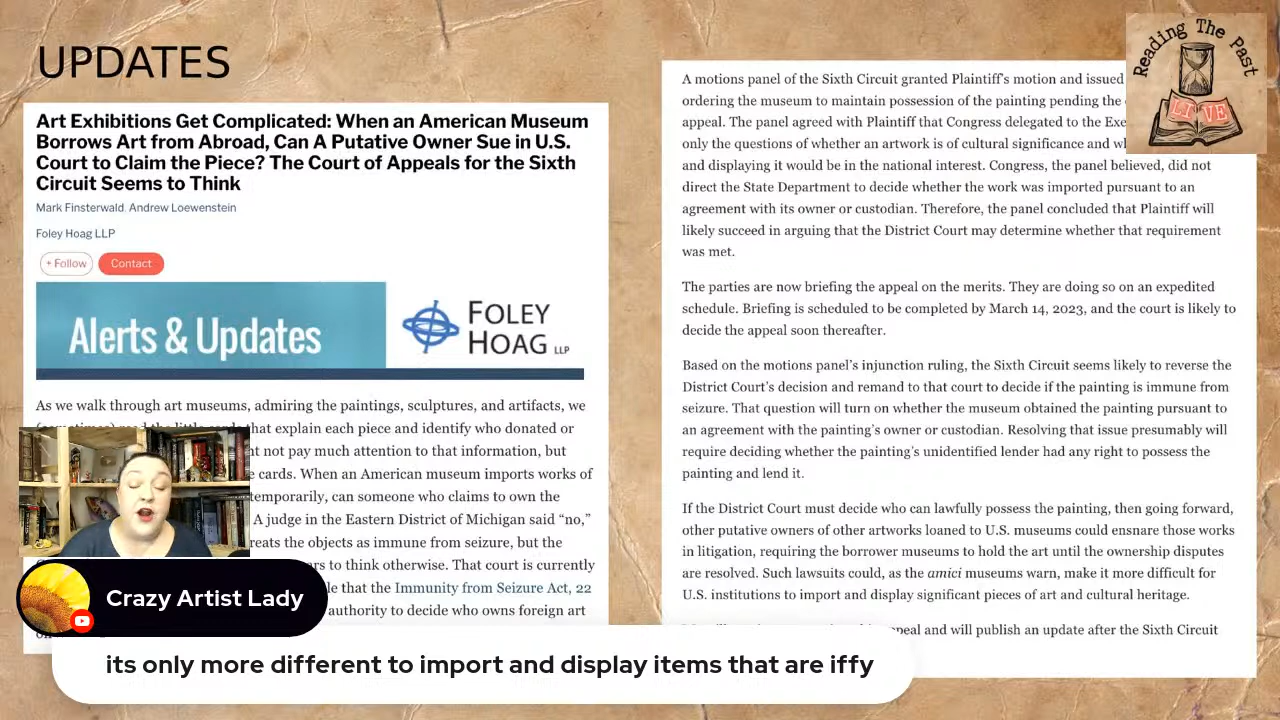 UPDATES
Art Exhibitions Get Complicated: When an American Museum
Borrows Art from Abroad, Can A Putative Owner Sue in U.S.
Court to Claim the Piece? The Court of Appeals for the Sixth
Circuit Seems to Think
Mark Finsterwald, Andrew Loewenstein
Foley Hoag LLP
+ Follow
Contact
Alerts & Updates
FOLEY
HOAG LLP
As we walk through art museums, admiring the paintings, sculptures, and artifacts, we
that explain each piece and identify who donated or
not pay much attention to that information, but
cards. When an American museum imports works of
temporarily, can someone who claims to own the
A judge in the Eastern District of Michigan said “no,”
the objects as immune from seizure, but the
to think otherwise. That court is currently
that the Immunity from Seizure Act, 22
authority to decide who owns foreign art
A motions panel of the Sixth Circuit granted Plaintiff’s motion and issued
ordering the museum to maintain possession of the painting pending the
appeal. The panel agreed with Plaintiff that Congress delegated to the
only the questions of whether an artwork is of cultural significance and
and displaying it would be in the national interest. Congress, the panel believed, did not
direct the State Department to decide whether the work was imported pursuant to an
agreement with its owner or custodian. Therefore, the panel concluded that Plaintiff will
likely succeed in arguing that the District Court may determine whether that requirement
was met.
The parties are now briefing the appeal on the merits. They are doing so on an expedited
schedule. Briefing is scheduled to be completed by March 14, 2023, and the court is likely to
decide the appeal soon thereafter.
Based on the motions panel’s injunction ruling, the Sixth Circuit seems likely to reverse the
District Court’s decision and remand to that court to decide if the painting is immune from
seizure. That question will turn on whether the museum obtained the painting pursuant to
an agreement with the painting’s owner or custodian. Resolving that issue presumably will
require deciding whether the painting’s unidentified lender had any right to possess the
painting and lend it.
If the District Court must decide who can lawfully possess the painting, then going forward,
other putative owners of other artworks loaned to U.S. museums could ensnare those works
in litigation, requiring the borrower museums to hold the art until the ownership disputes
are resolved. Such lawsuits could, as the amici museums warn, make it more difficult for
U.S. institutions to import and display significant pieces of art and cultural heritage.
and will publish an update after the Sixth Circuit
Reading The Past
LIVE
Crazy Artist Lady
its only more different to import and display items that are iffy